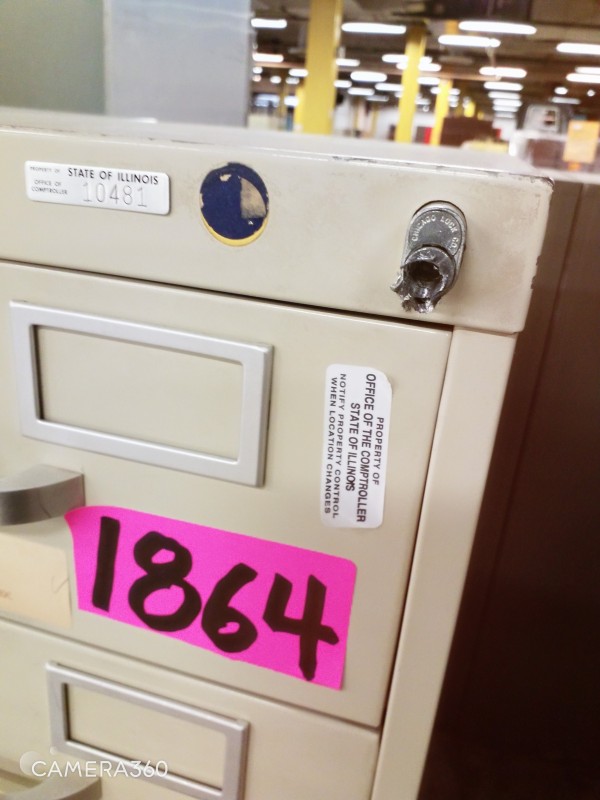 PROPERTY OF STATE OF ILLINOIS
OFFICE OF
COMPTROLLER 10481
CHICAGO LOCK CO
PROPERTY OF
OFFICE OF THE COMPTROLLER
STATE OF ILLINOIS
NOTIFY PROPERTY CONTROL
WHEN LOCATION CHANGES
1864
CAMERA360